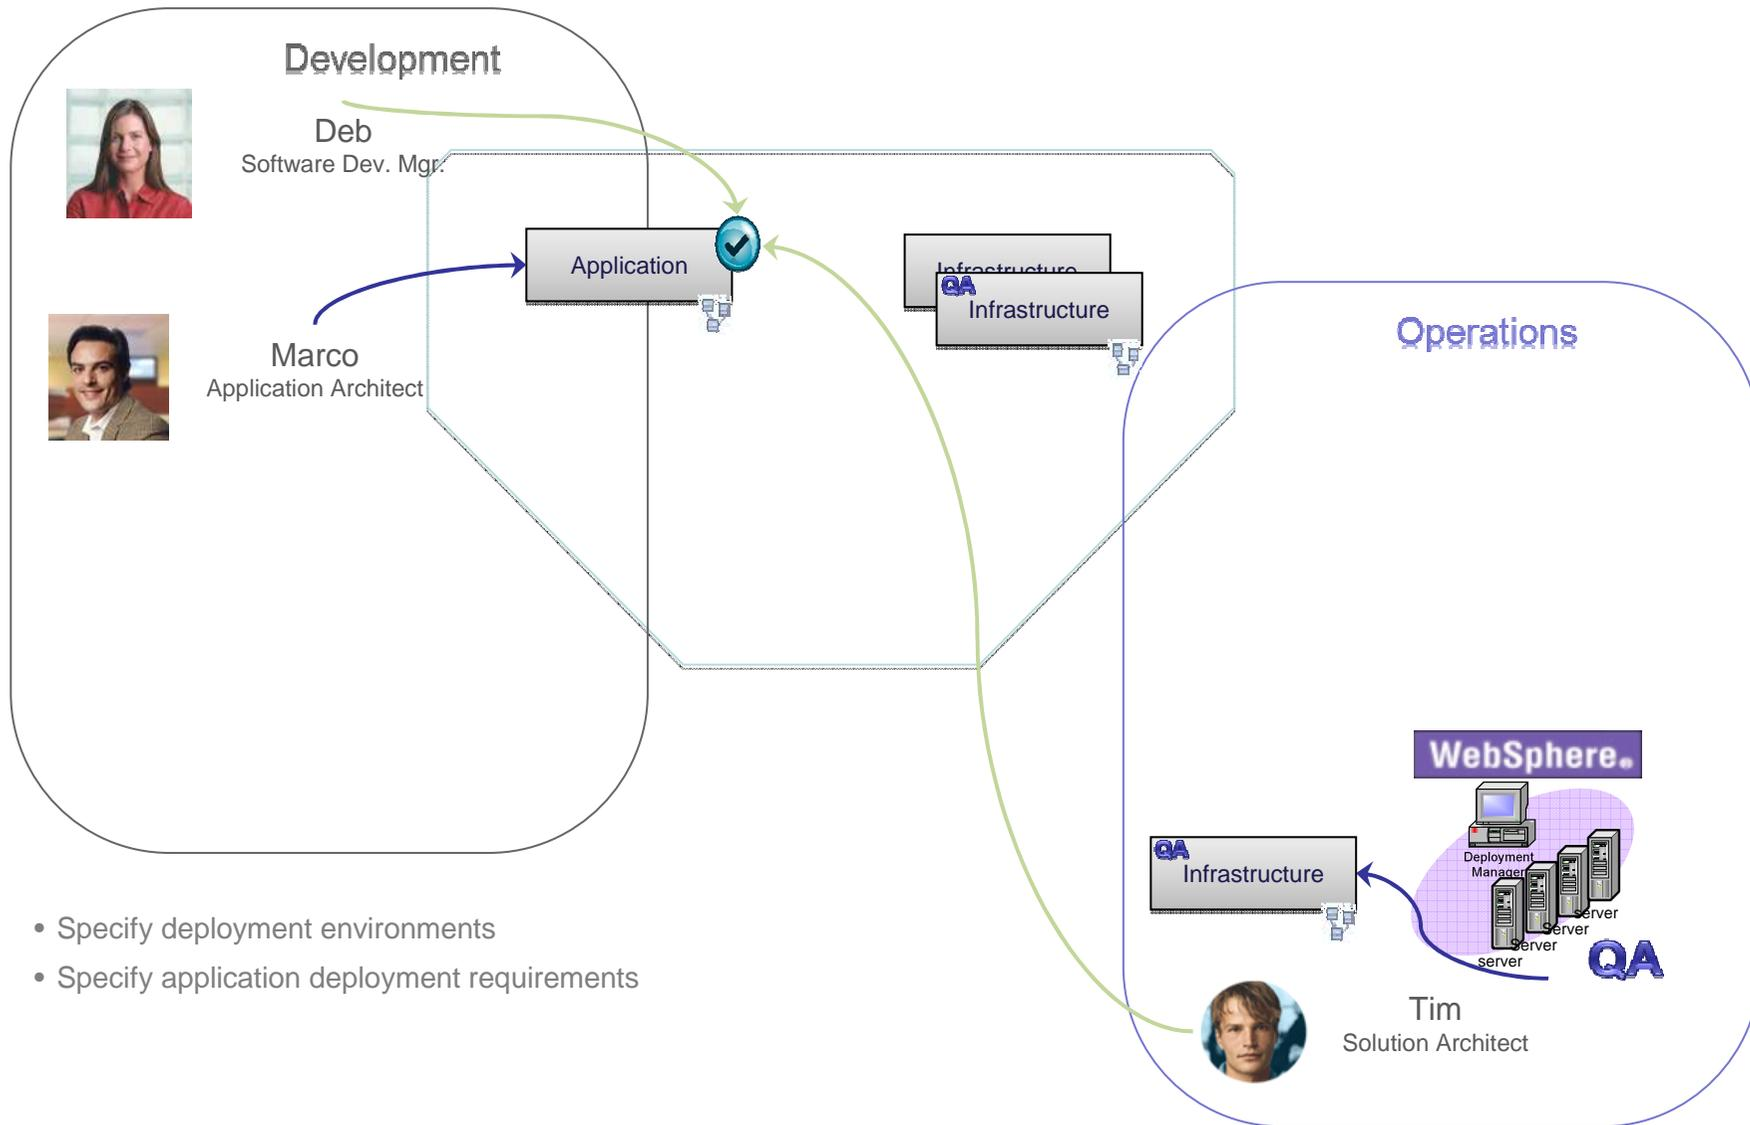 Development
Deb
Software Dev. Mgr.
Application
Infrastructure
QA
Infrastructure
Operations
Marco
Application Architect
WebSphere®
Deployment
Manager
QA
Infrastructure
server
Server
Server
server
QA
• Specify deployment environments
• Specify application deployment requirements
Tim
Solution Architect